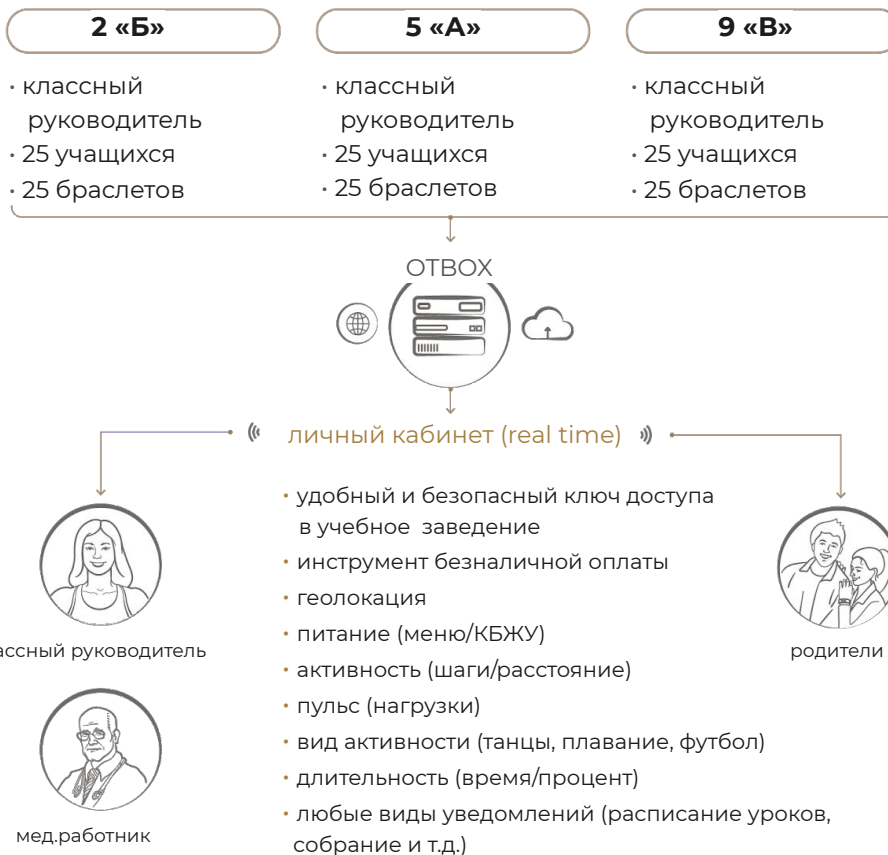 2 «Б»
· классный
руководитель
· 25 учащихся
· 25 браслетов
5 «А»
· классный
руководитель
· 25 учащихся
· 25 браслетов
9 «В»
· классный
руководитель
· 25 учащихся
· 25 браслетов
OTBOX
личный кабинет (real time)
· удобный и безопасный ключ доступа
в учебное заведение
· инструмент безналичной оплаты
· геолокация
· питание (меню/КБЖУ)
· активность (шаги/расстояние)
· пульс (нагрузки)
· вид активности (танцы, плавание, футбол)
· длительность (время/процент)
· любые виды уведомлений (расписание уроков,
собрание и т.д.)
ассный руководитель
мед.работник
родители